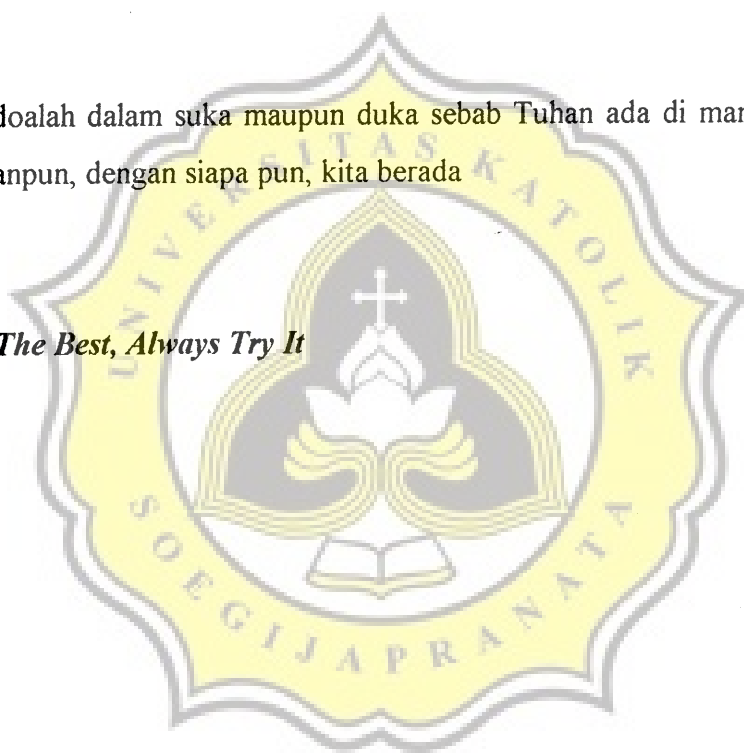 doalah dalam suka maupun duka sebab Tuhan ada di
anpun, dengan siapa pun, kita berada
The Best, Always Try It
UNIVERSITAS KATOLIK
SOEGIJAPRANATA